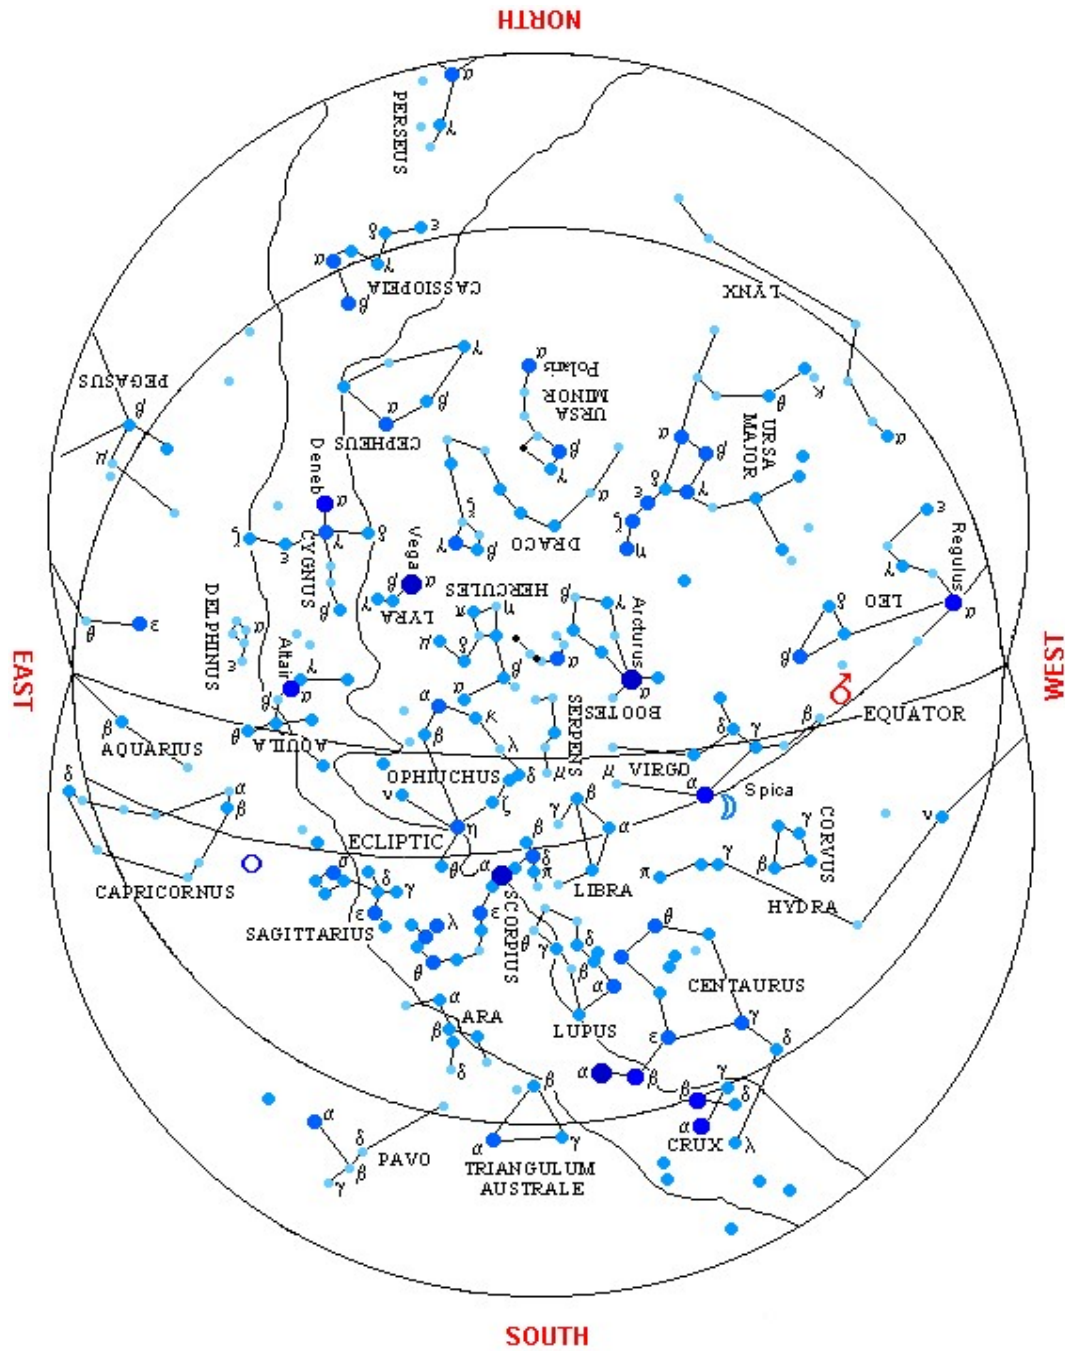 NORTH
α
PERSEUS
γ
δ
ε
α
γ
CASSIOPEIA
β
LYNX
γ
α
Polaris
κ
PEGASUS
β
β
α
URSA
MINOR
θ
α
CEPHEUS
URSA
MAJOR
α
β
μ
Deneb
α
β
γ
α
δ
γ
ε
ζ
ζ
ε
γ
δ
CYGNUS
ξ
γ
β
DRACO
η
Regulus
Vega
α
β
γ
LYRA
β
HERCULES
π
η
β
γ
Arcturus
δ
LEO
γ
α
θ
ε
DELPHINUS
α
ε
μ
δ
β
α
β
EAST
WEST
Altair
γ
α
β
α
α
BOOTES
♂
β
AQUARIUS
θ
AQUILA
α
β
κ
λ
SERPENS
δ
γ
β
EQUATOR
δ
α
β
OPHIUCHUS
δ
μ
μ
VIRGO
α
Spica
ν
ζ
γ
β
ν
ECLIPTIC
η
α
γ
CORVUS
β
θ
α
δ
π
π
γ
β
CAPRICORNUS
σ
δ
γ
LIBRA
HYDRA
SAGITTARIUS
ε
λ
ε
SCORPIUS
θ
θ
γ
δ
β
θ
CENTAURUS
α
α
LUPUS
γ
β
ARA
ε
δ
δ
α
β
γ
β
β
δ
α
α
CRUX
λ
δ
PAVO
β
γ
α
γ
TRIANGULUM
AUSTRALE
SOUTH